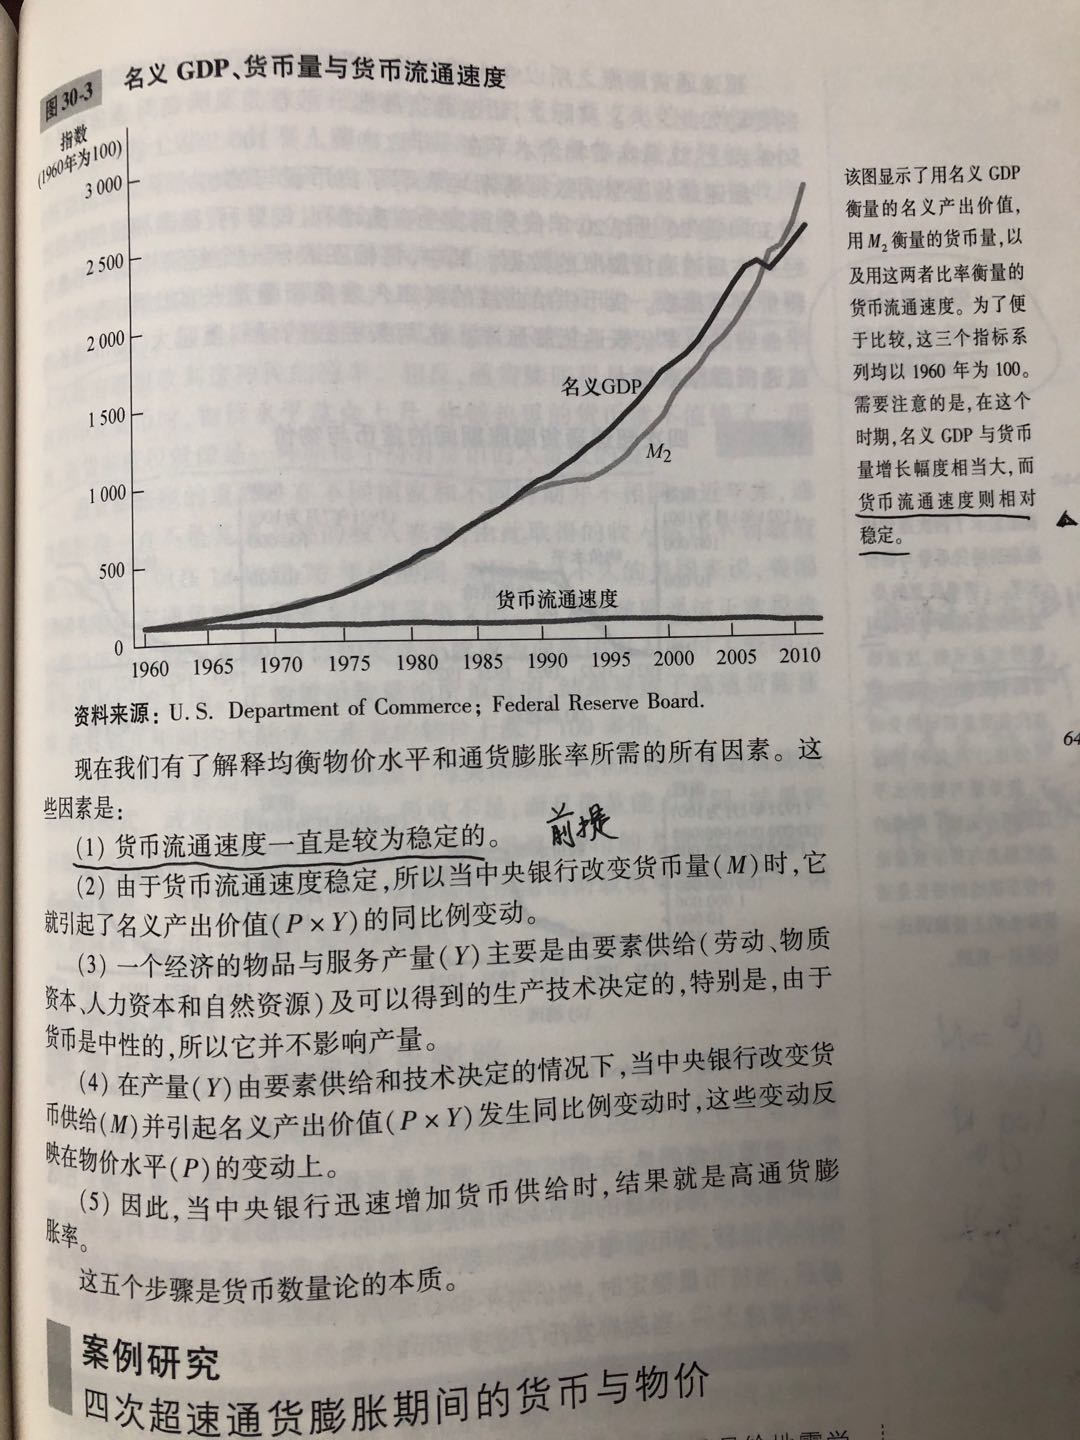 图 30-3
名义 GDP、货币量与货币流通速度
指数
(1960年为100)
3 000
2 500
2 000
1 500
1 000
500
0
名义GDP
M₂
货币流通速度
1960 1965 1970 1975 1980 1985 1990 1995 2000 2005 2010
该图显示了用名义 GDP
衡量的名义产出价值,
用 M₂ 衡量的货币量,以
及用这两者比率衡量的
货币流通速度。为了便
于比较,这三个指标系
列均以 1960 年为 100。
需要注意的是,在这个
时期,名义 GDP 与货币
量增长幅度相当大,而
货币流通速度则相对
稳定。
资料来源: U. S. Department of Commerce; Federal Reserve Board.
现在我们有了解释均衡物价水平和通货膨胀率所需的所有因素。这
些因素是:
(1) 货币流通速度一直是较为稳定的。 前提
(2) 由于货币流通速度稳定,所以当中央银行改变货币量(M)时,它
就引起了名义产出价值(P×Y)的同比例变动。
(3) 一个经济的物品与服务产量(Y)主要是由要素供给(劳动、物质
资本、人力资本和自然资源)及可以得到的生产技术决定的,特别是,由于
货币是中性的,所以它并不影响产量。
(4) 在产量(Y)由要素供给和技术决定的情况下,当中央银行改变货
币供给(M)并引起名义产出价值(P×Y)发生同比例变动时,这些变动反
映在物价水平(P)的变动上。
(5) 因此,当中央银行迅速增加货币供给时,结果就是高通货膨
胀率。
这五个步骤是货币数量论的本质。
案例研究
四次超速通货膨胀期间的货币与物价
64